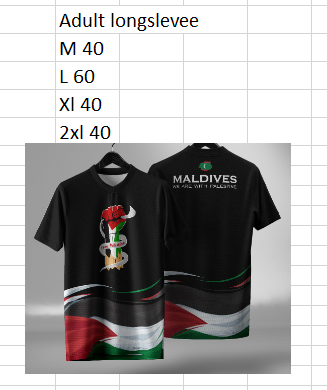 Adult longslevee
M 40
L 60
Xl 40
2xl 40
MALDIVES
WE ARE WITH PALESTINE